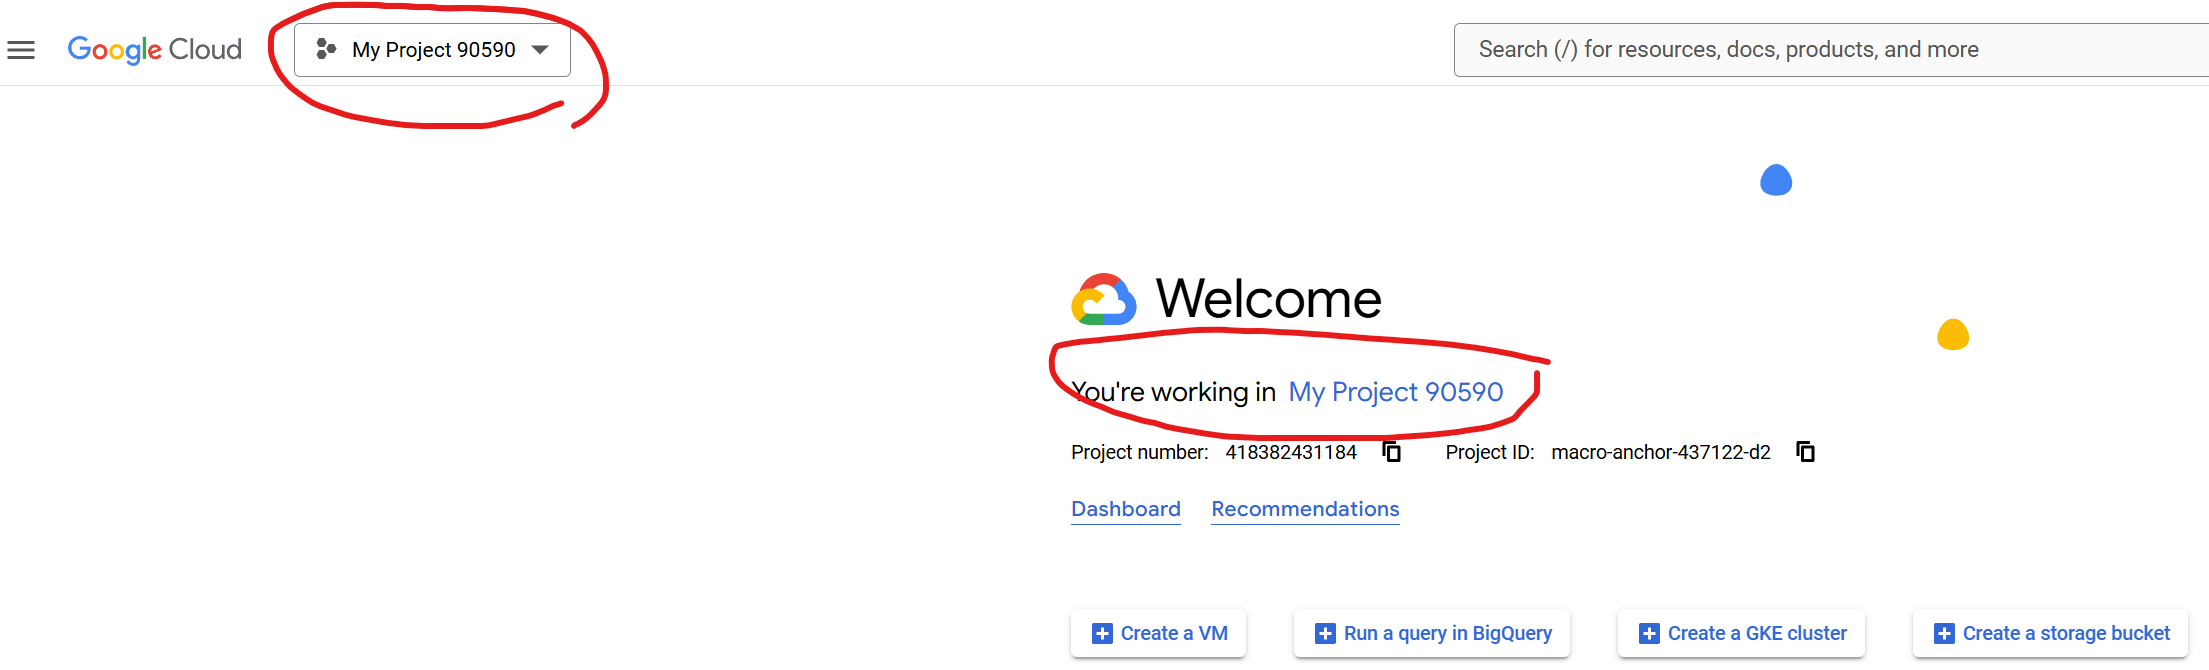 Google Cloud
My Project 90590
Search (/) for resources, docs, products, and more
Welcome
You're working in My Project 90590
Project number: 418382431184 Project ID: macro-anchor-437122-d2
Dashboard Recommendations
Create a VM Run a query in BigQuery Create a GKE cluster Create a storage bucket